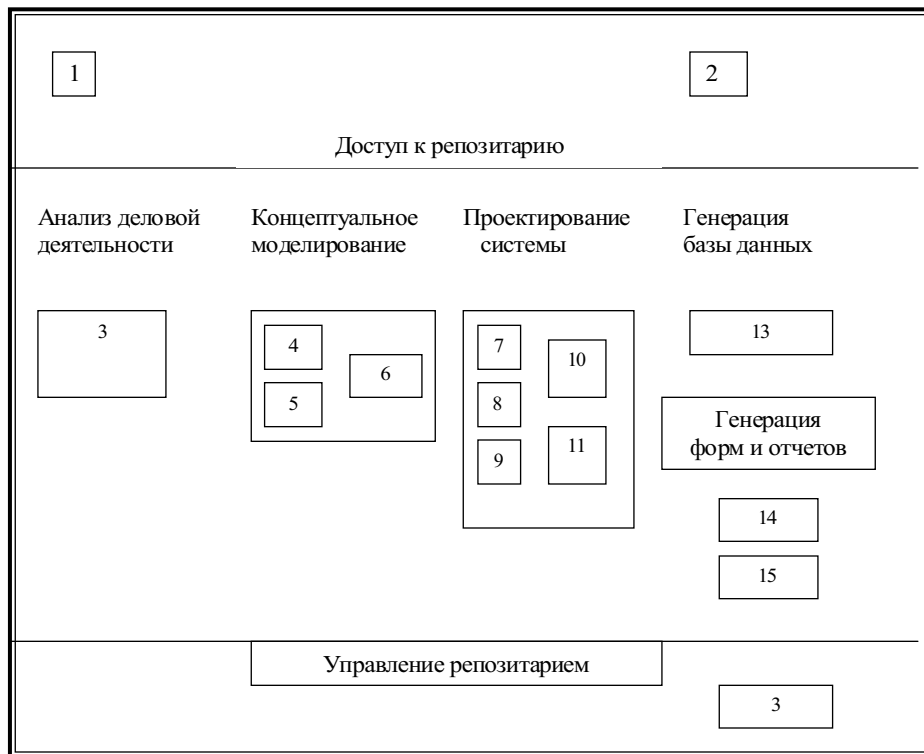 1
2
Доступ к репозитарию
Анализ деловой
деятельности
Концептуальное
моделирование
Проектирование
системы
Генерация
базы данных
3
4
5
6
7
8
9
10
11
13
Генерация
форм и отчетов
14
15
Управление репозитарием
3